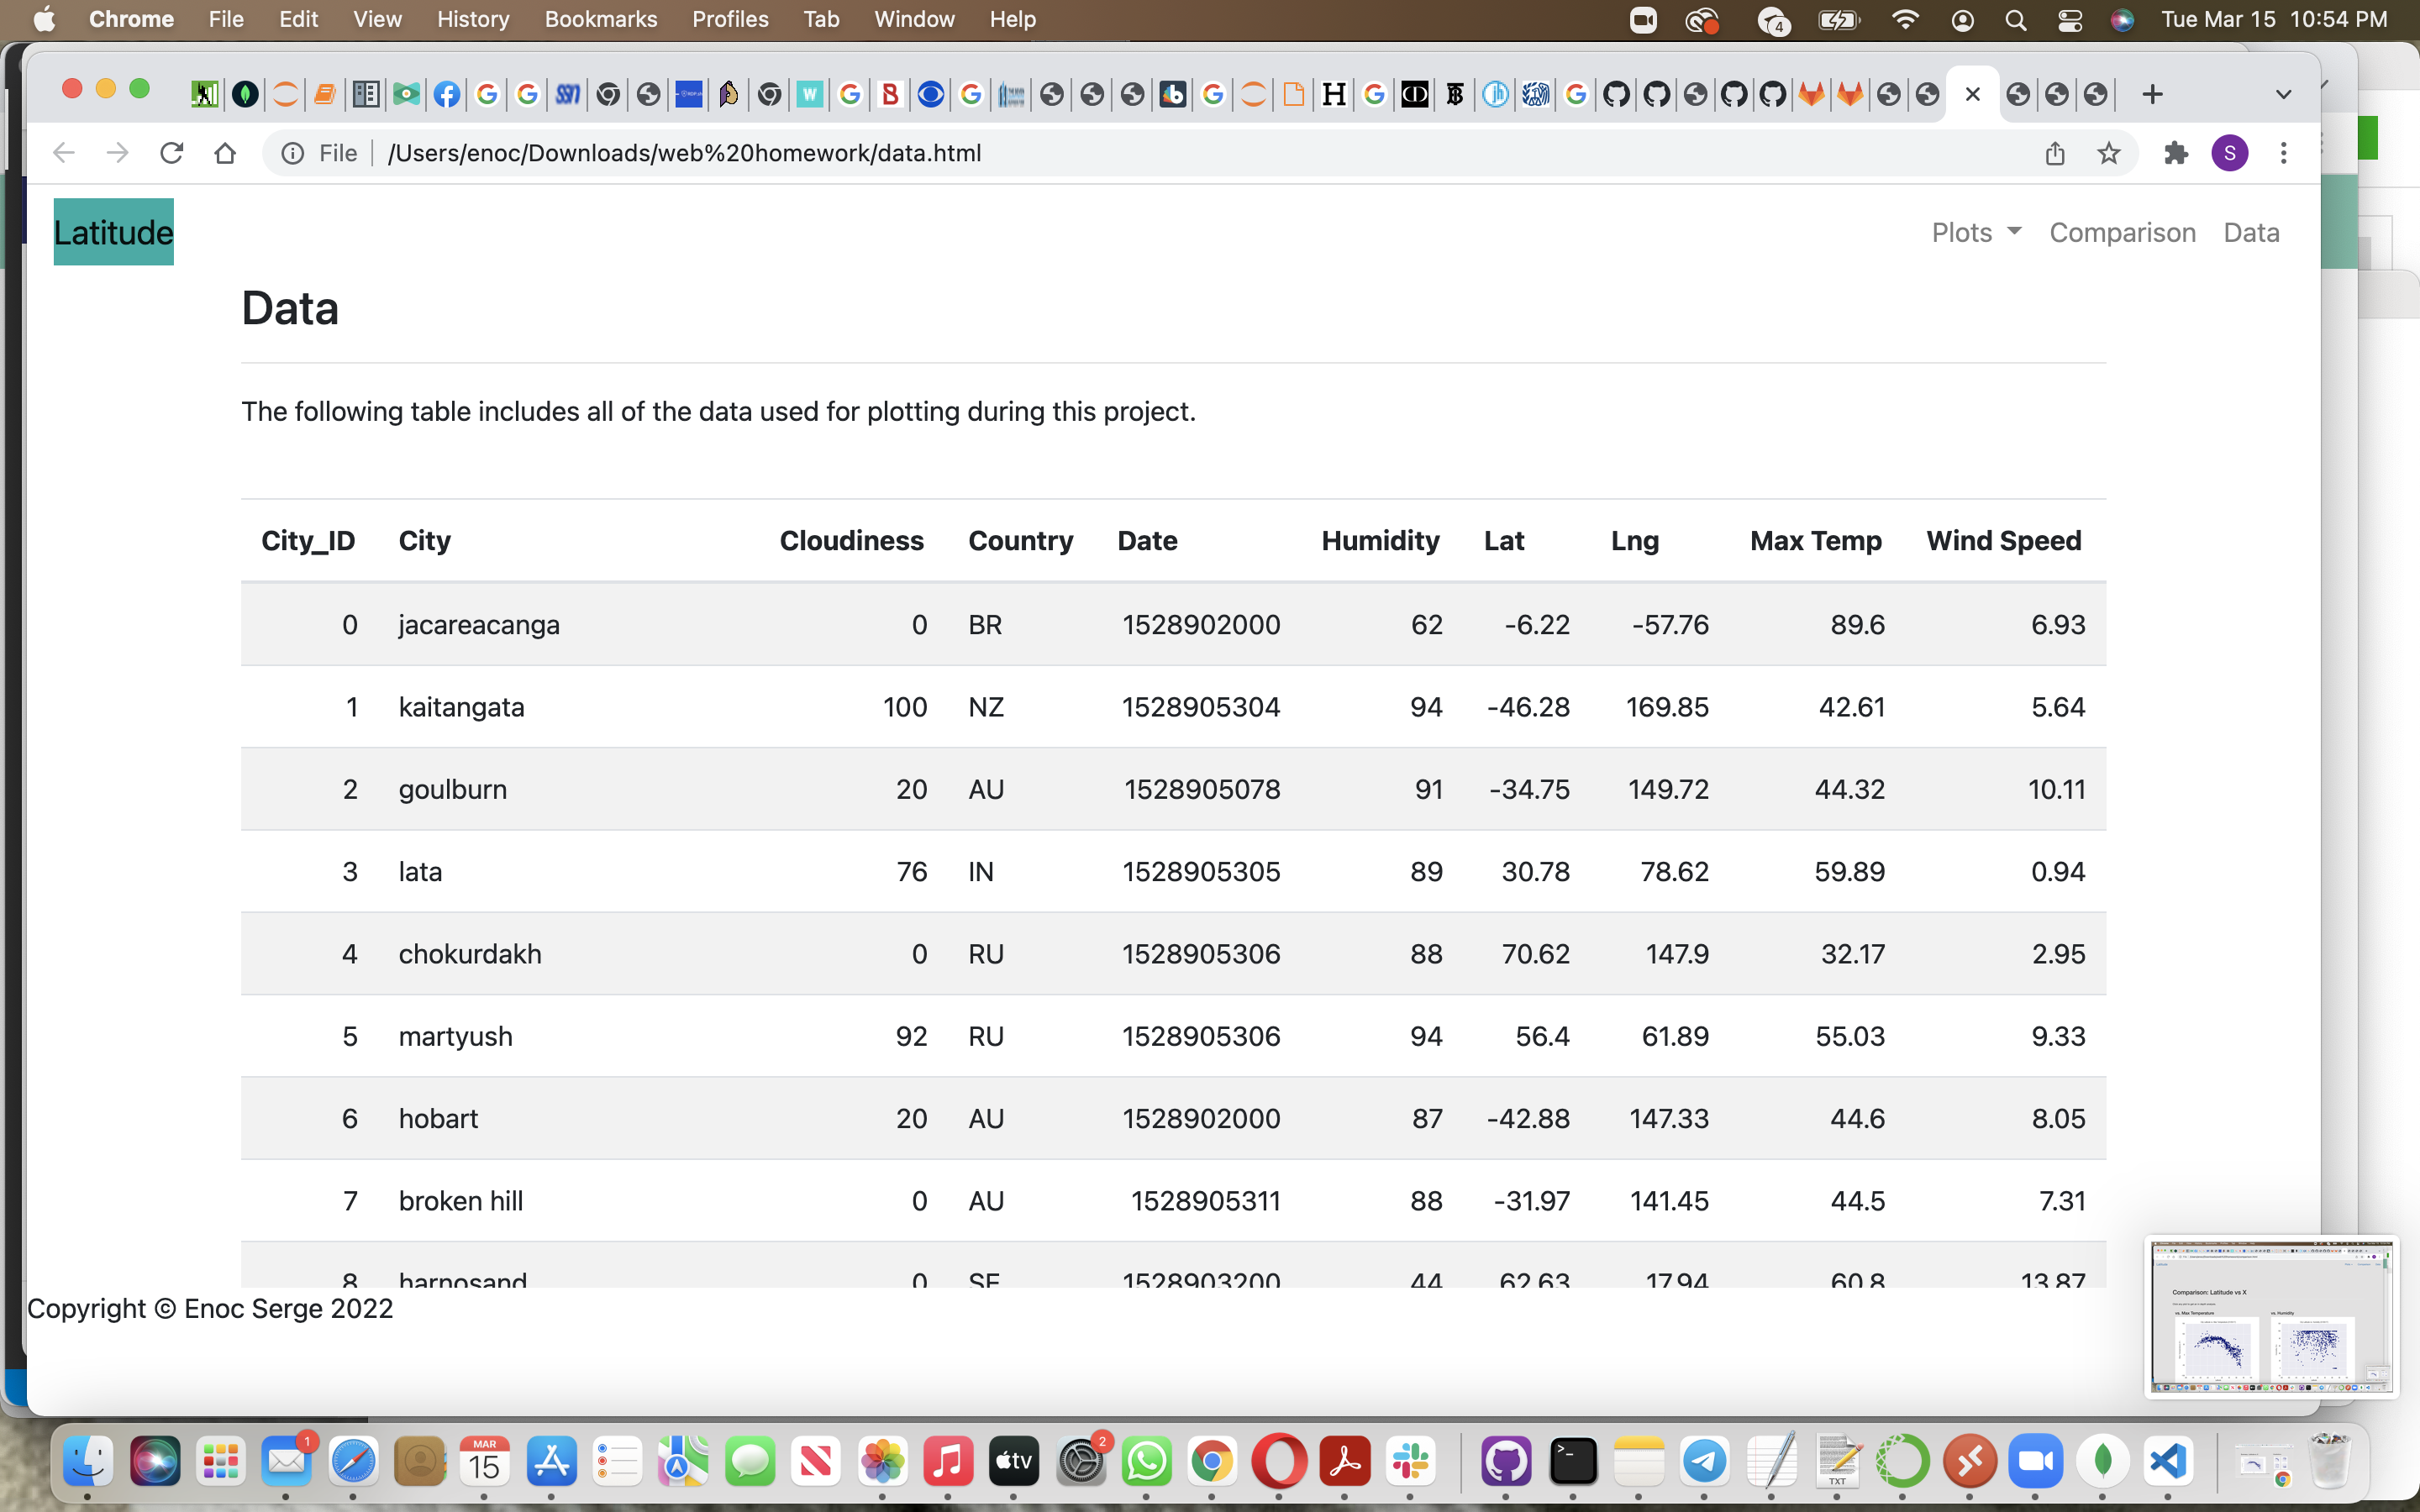 Chrome File Edit View History Bookmarks Profiles Tab Window Help 4 Tue Mar 15 10:54 PM
File /Users/enoc/Downloads/web%20homework/data.html S
Latitude Plots Comparison Data
Data
The following table includes all of the data used for plotting during this project.
City_ID City Cloudiness Country Date Humidity Lat Lng Max Temp Wind Speed
0 jacareacanga 0 BR 1528902000 62 -6.22 -57.76 89.6 6.93
1 kaitangata 100 NZ 1528905304 94 -46.28 169.85 42.61 5.64
2 goulburn 20 AU 1528905078 91 -34.75 149.72 44.32 10.11
3 lata 76 IN 1528905305 89 30.78 78.62 59.89 0.94
4 chokurdakh 0 RU 1528905306 88 70.62 147.9 32.17 2.95
5 martyush 92 RU 1528905306 94 56.4 61.89 55.03 9.33
6 hobart 20 AU 1528902000 87 -42.88 147.33 44.6 8.05
7 broken hill 0 AU 1528905311 88 -31.97 141.45 44.5 7.31
8 harnosand 0 SE 1528903200 44 62.63 17.94 60.8 13.87
Copyright © Enoc Serge 2022
Comparison: Latitude vs X
vs. Max Temperature vs. Humidity
1 MAR 15 tv 2 TXT